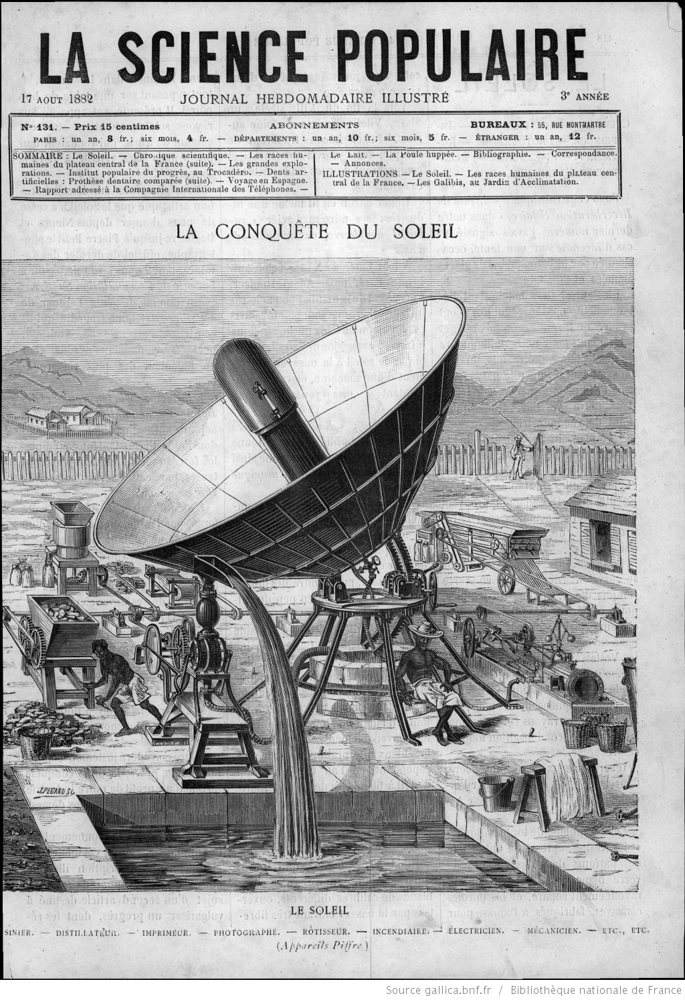 LA SCIENCE POPULAIRE
17 AOUT 1882 JOURNAL HEBDOMADAIRE ILLUSTRÉ 3e ANNÉE
No 131. — Prix 15 centimes ABONNEMENTS BUREAUX : 55, RUE MONTMARTRE
PARIS : un an, 8 fr.; six mois, 4 fr. — DÉPARTEMENTS : un an, 10 fr.; six mois, 5 fr. — ÉTRANGER : un an, 12 fr.
SOMMAIRE : Le Soleil. — Chronique scientifique. — Les races hu-
maines du plateau central de la France (suite). — Les grandes explo-
rations. — Institut populaire du progrès, au Trocadéro. — Dents ar-
tificielles : Prothèse dentaire comparée (suite). — Voyage en Espagne.
— Rapport adressé à la Compagnie Internationale des Téléphones. —
Le Lait. — La Poule huppée. — Bibliographie. — Correspondance.
— Annonces.
ILLUSTRATIONS — Le Soleil. — Les races humaines du plateau cen-
tral de la France. — Les Galibis, au Jardin d'Acclimatation.
LA CONQUÊTE DU SOLEIL
J. PEGARD SC
LE SOLEIL
SINIER. — DISTILLATEUR. — IMPRIMEUR. — PHOTOGRAPHE. — RÔTISSEUR. — INCENDIAIRE. — ÉLECTRICIEN. — MÉCANICIEN. — ETC., ETC.
(Appareils Piffre)
Source gallica.bnf.fr / Bibliothèque nationale de France